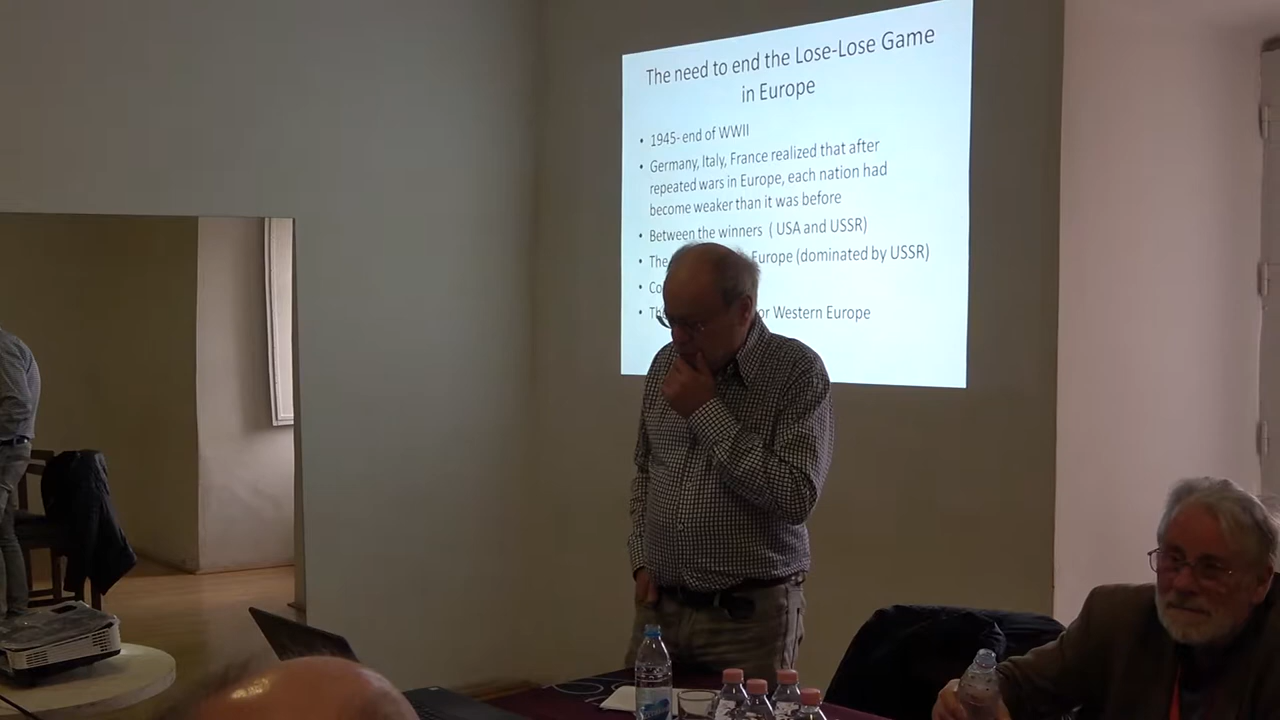 The need to end the Lose-Lose Game
in Europe
• 1945- end of WWII
• Germany, Italy, France realized that after
repeated wars in Europe, each nation had
become weaker than it was before
• Between the winners ( USA and USSR)
• The Europe (dominated by USSR)
•
• or Western Europe